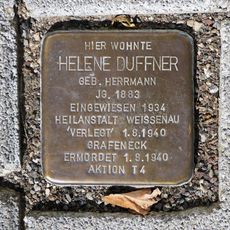 HIER WOHNTE
HELENE DUFFNER
GEB. HERRMANN
JG. 1883
EINGEWIESEN 1934
HEILANSTALT WEISSENAU
'VERLEGT' 1.8.1940
GRAFENECK
ERMORDET 1.8.1940
AKTION T4